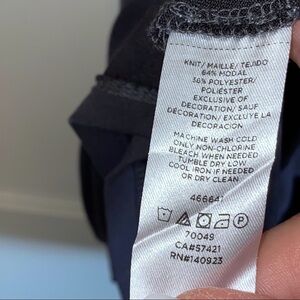 KNIT/ MAILLE/ TEJIDO
64% MODAL
36% POLYESTER/
POLIÉSTER
EXCLUSIVE OF
DECORATION/ SAUF
DÉCORATION/ EXCLUYE LA
DECORACIÓN
MACHINE WASH COLD
ONLY NON-CHLORINE
BLEACH WHEN NEEDED
TUMBLE DRY LOW
COOL IRON IF NEEDED
OR DRY CLEAN
466641
70049
CA#57421
RN#140923